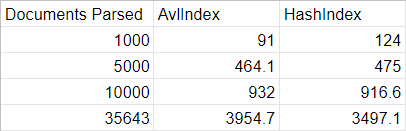 Documents Parsed AvlIndex HashIndex
1000 91 124
5000 464.1 475
10000 932 916.6
35643 3954.7 3497.1